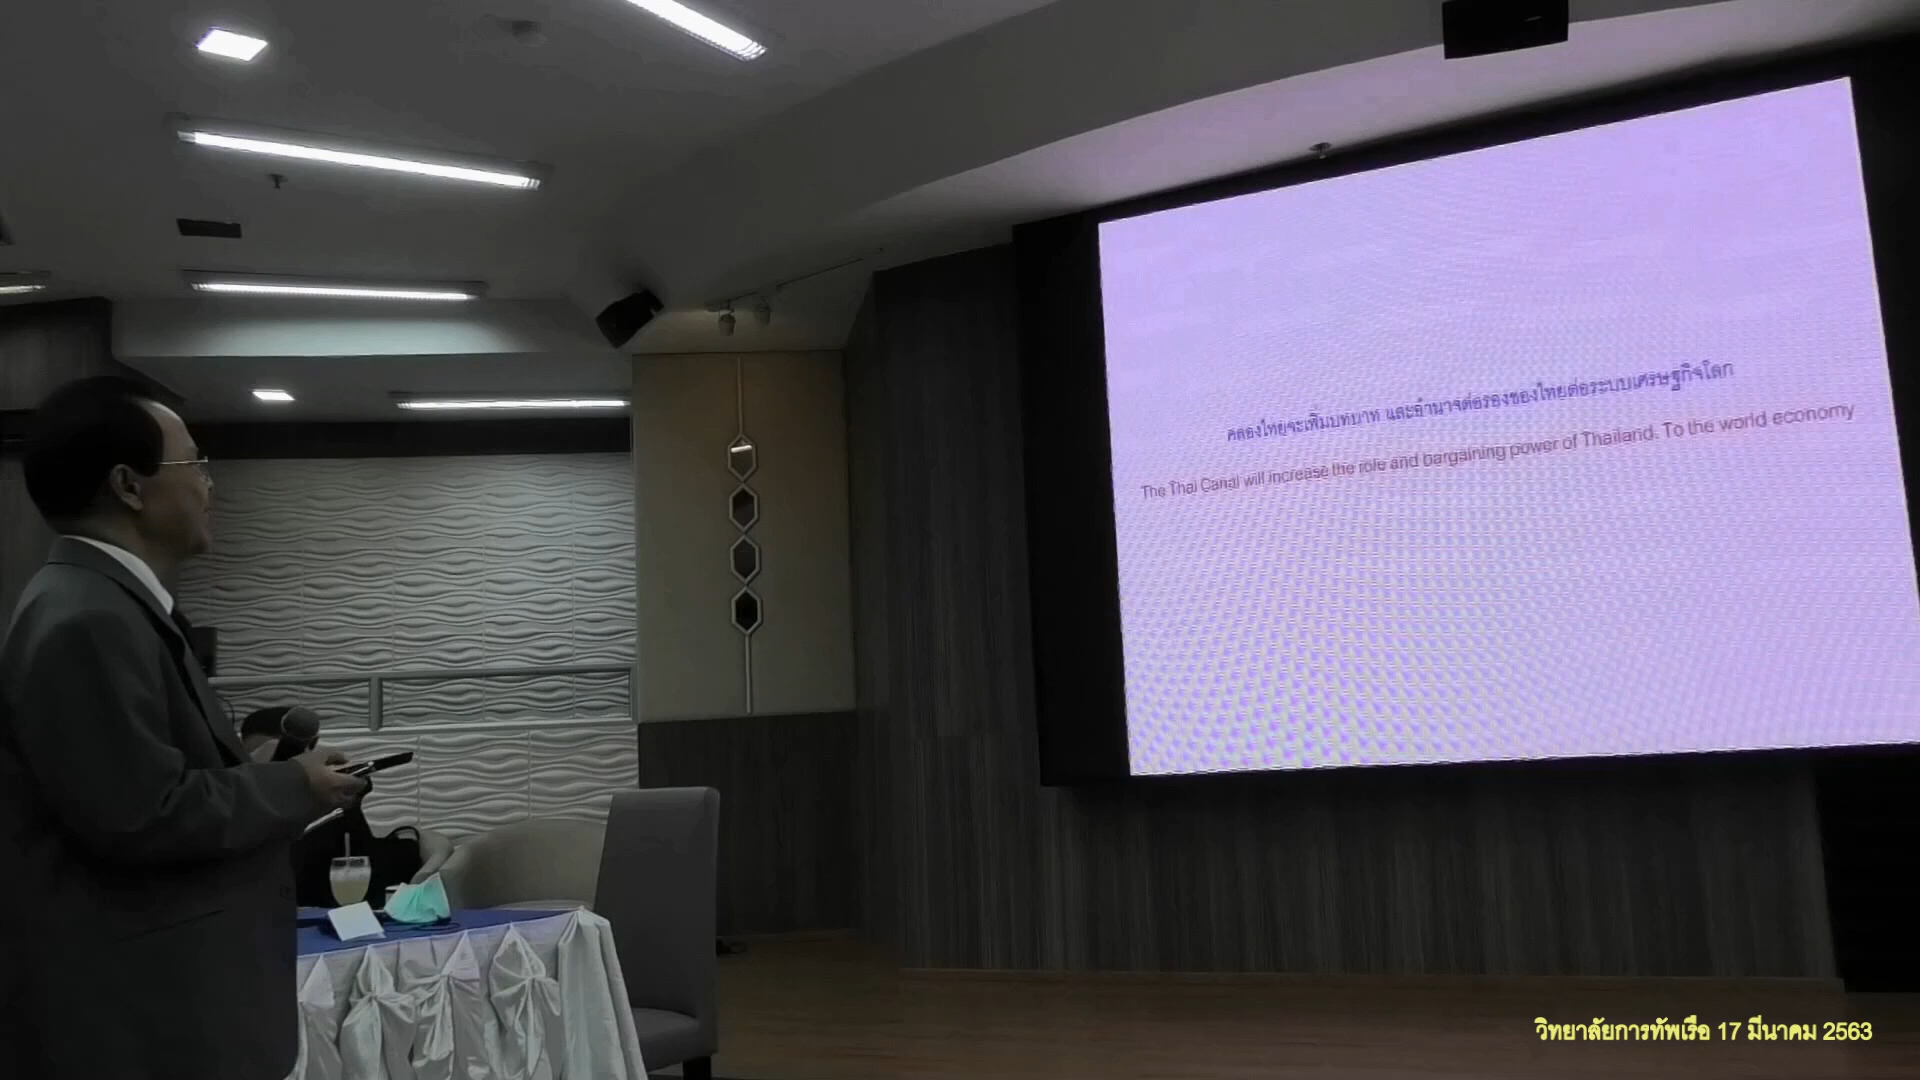 คลองไทยจะเพิ่มบทบาท และอำนาจต่อรองของไทยต่อระบบเศรษฐกิจโลก
The Thai Canal will increase the role and bargaining power of Thailand. To the world economy
วิทยาลัยการทัพเรือ 17 มีนาคม 2563